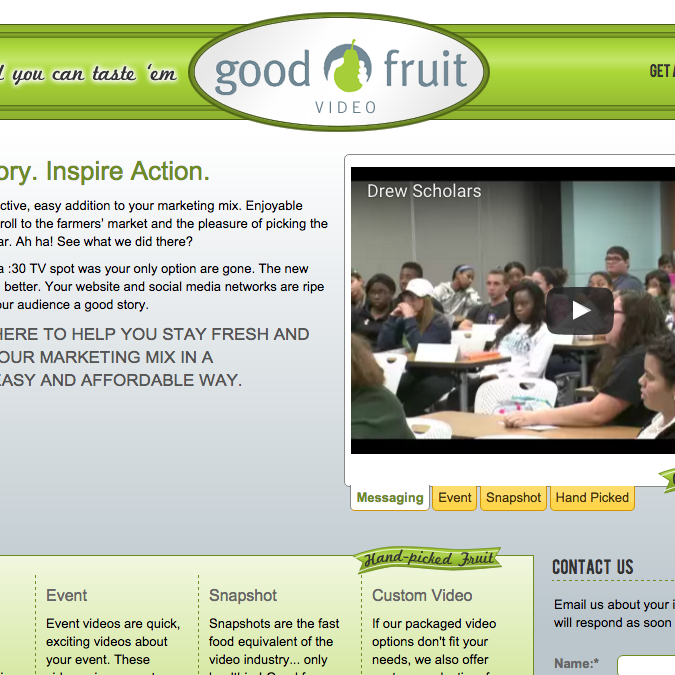 you can taste 'em
good fruit
VIDEO
GET
ory. Inspire Action.
ctive, easy addition to your marketing mix. Enjoyable
roll to the farmers' market and the pleasure of picking the
ar. Ah ha! See what we did there?
a :30 TV spot was your only option are gone. The new
better. Your website and social media networks are ripe
our audience a good story.
HERE TO HELP YOU STAY FRESH AND
OUR MARKETING MIX IN A
EASY AND AFFORDABLE WAY.
Drew Scholars
Messaging Event Snapshot Hand Picked
Hand-picked Fruit
Event
Event videos are quick,
exciting videos about
your event. These
Snapshot
Snapshots are the fast
food equivalent of the
video industry... only
Custom Video
If our packaged video
options don't fit your
needs, we also offer
CONTACT US
Email us about your i
will respond as soon
Name:*